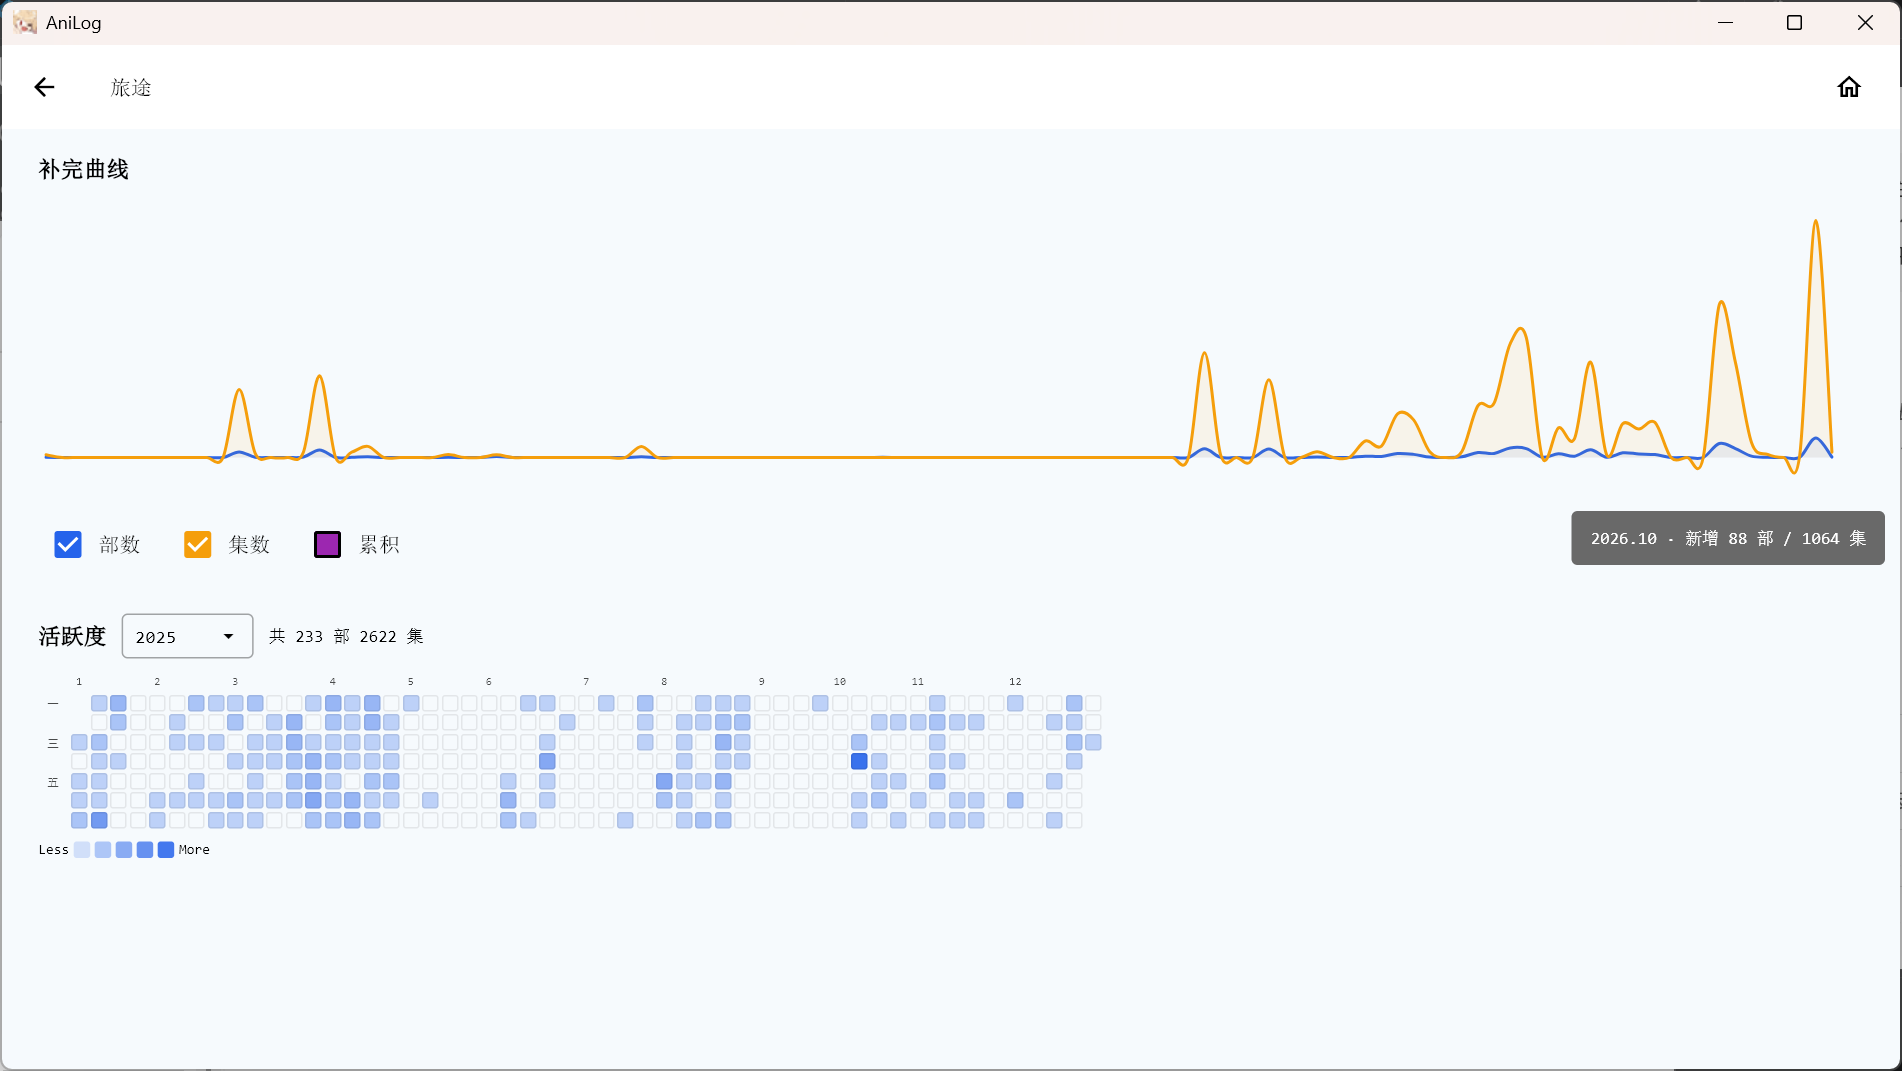 AniLog
旅途
补完曲线
部数 集数 累积
2026.10 · 新增 88 部 / 1064 集
活跃度 2025 共 233 部 2622 集
1 2 3 4 5 6 7 8 9 10 11 12
一
三
五
Less More